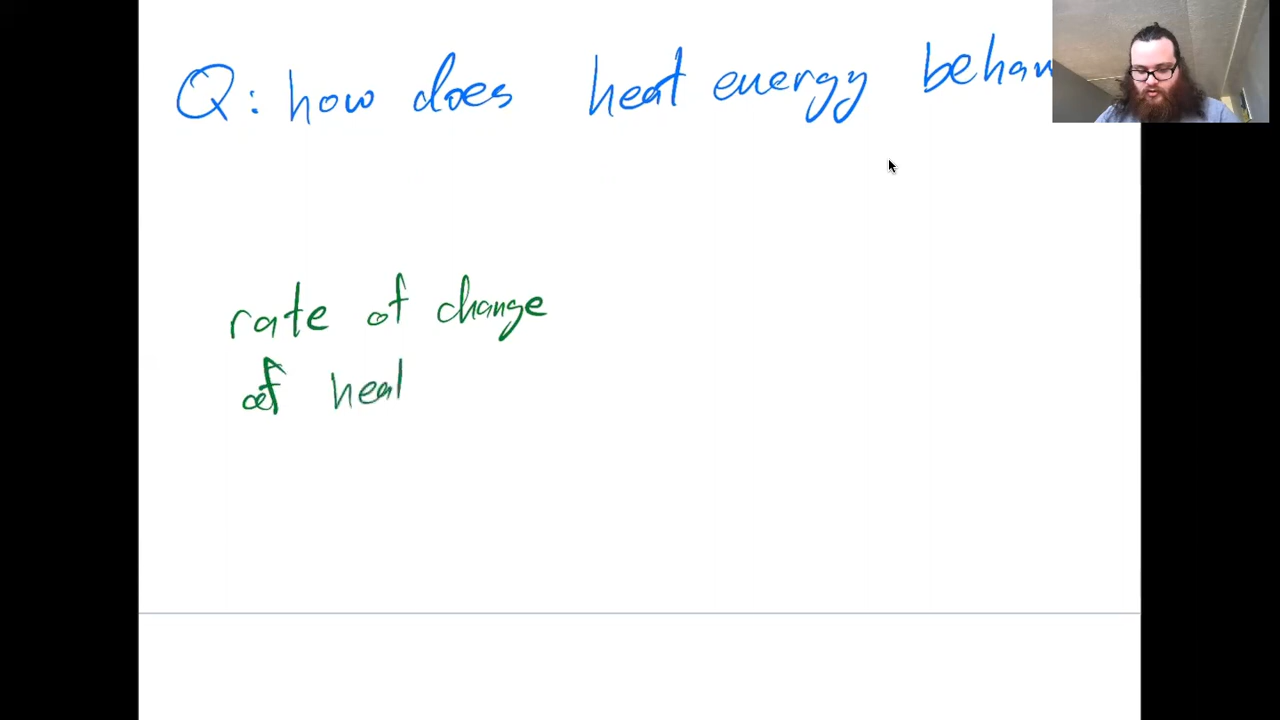 Q: how does heat energy behav
rate of change
of heat